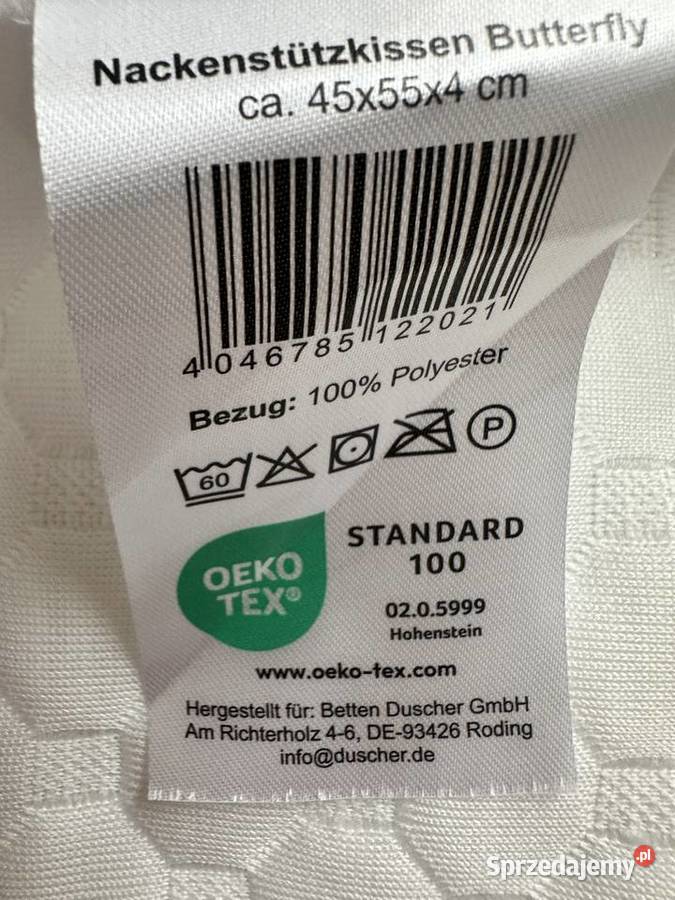 Nackenstützkissen Butterfly
ca. 45x55x4 cm
4 046785 122021
Bezug: 100% Polyester
60 P
OEKO
TEX®
STANDARD
100
02.0.5999
Hohenstein
www.oeko-tex.com
Hergestellt für: Betten Duscher GmbH
Am Richterholz 4-6, DE-93426 Roding
info@duscher.de
Sprzedajemy.pl